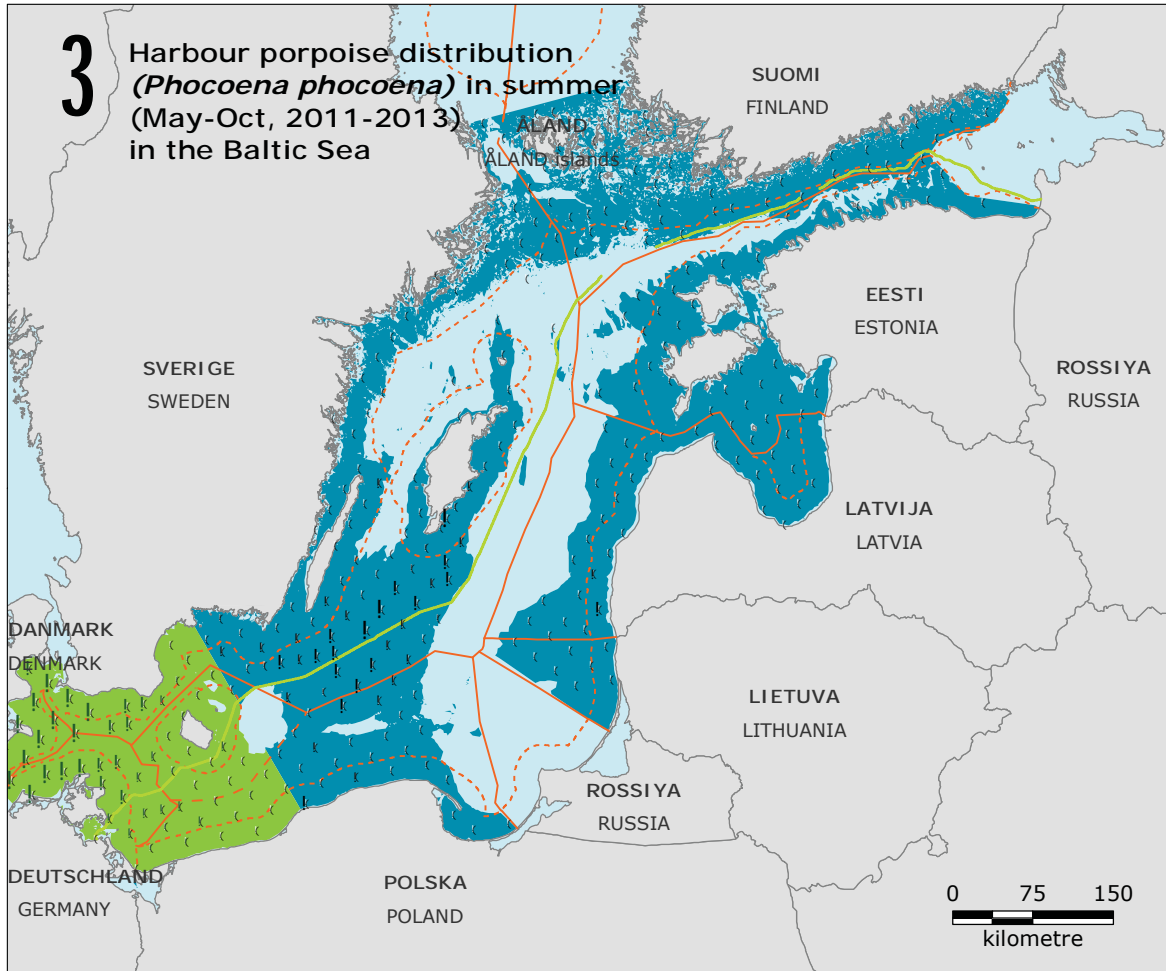 3
Harbour porpoise distribution
(Phocoena phocoena) in summer
(May-Oct, 2011-2013)
in the Baltic Sea
SUOMI
FINLAND
ÅLAND
ÅLAND islands
EESTI
ESTONIA
ROSSIYA
RUSSIA
SVERIGE
SWEDEN
LATVIJA
LATVIA
DANMARK
DENMARK
LIETUVA
LITHUANIA
ROSSIYA
RUSSIA
DEUTSCHLAND
GERMANY
POLSKA
POLAND
0 75 150
kilometre